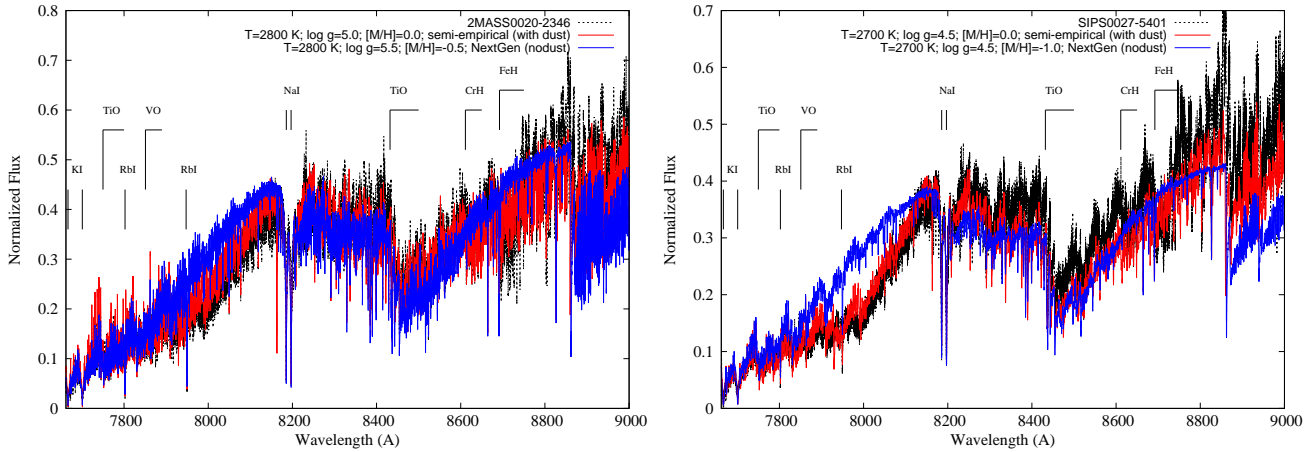 2MASS0020-2346
T=2800 K; log g=5.0; [M/H]=0.0; semi-empirical (with dust)
T=2800 K; log g=5.5; [M/H]=-0.5; NextGen (nodust)
FeH
NaI
TiO
CrH
TiO
VO
KI
RbI
RbI
0.8
0.7
0.6
0.5
0.4
0.3
0.2
0.1
0
Normalized Flux
7800
8000
8200
8400
8600
8800
9000
Wavelength (A)
SIPS0027-5401
T=2700 K; log g=4.5; [M/H]=0.0; semi-empirical (with dust)
T=2700 K; log g=4.5; [M/H]=-1.0; NextGen (nodust)
FeH
NaI
TiO
CrH
TiO
VO
KI
RbI
RbI
0.7
0.6
0.5
0.4
0.3
0.2
0.1
0
Normalized Flux
7800
8000
8200
8400
8600
8800
9000
Wavelength (A)